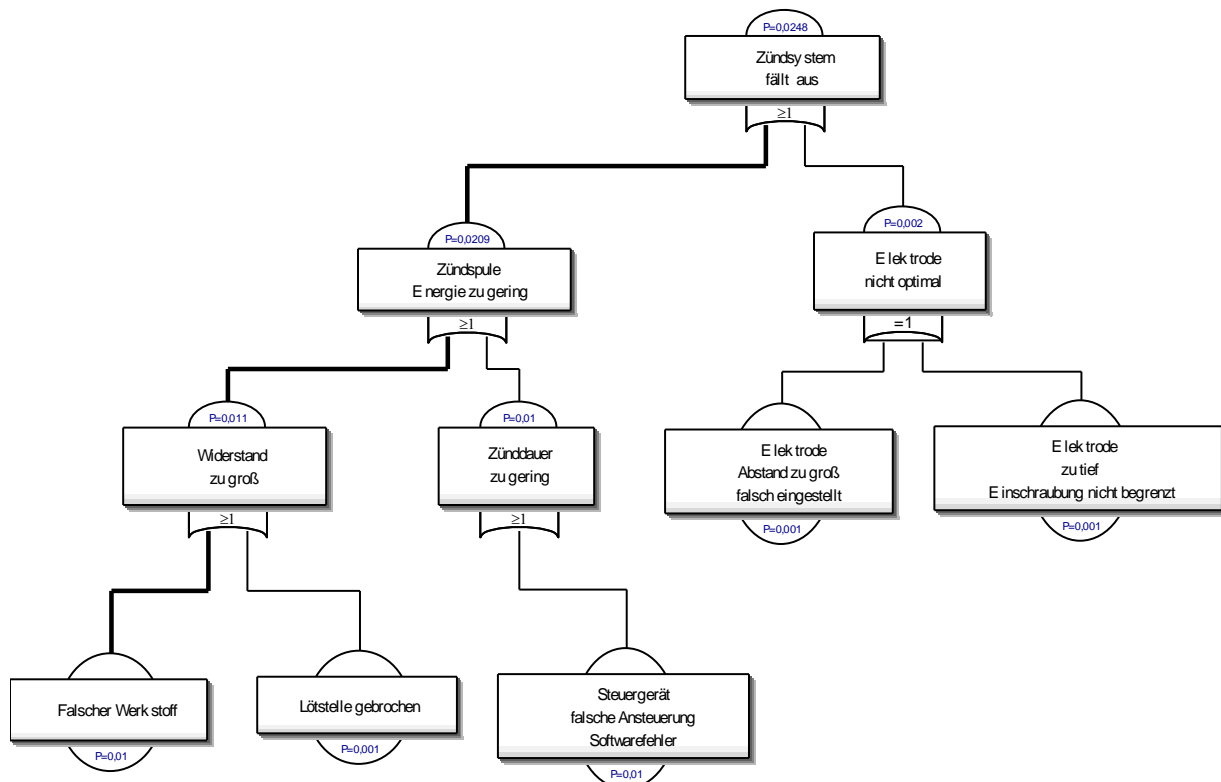 P=0,0248
Zündsy stem
fällt aus
≥1
P=0,0209
Zündspule
E nergie zu gering
≥1
P=0,002
E lek trode
nicht optimal
=1
P=0,011
Widerstand
zu groß
≥1
P=0,01
Zünddauer
zu gering
≥1
E lek trode
Abstand zu groß
falsch eingestellt
P=0,001
E lek trode
zu tief
E inschraubung nicht begrenzt
P=0,001
Falscher Werk stoff
P=0,01
Lötstelle gebrochen
P=0,001
Steuergerät
falsche Ansteuerung
Softwarefehler
P=0,01